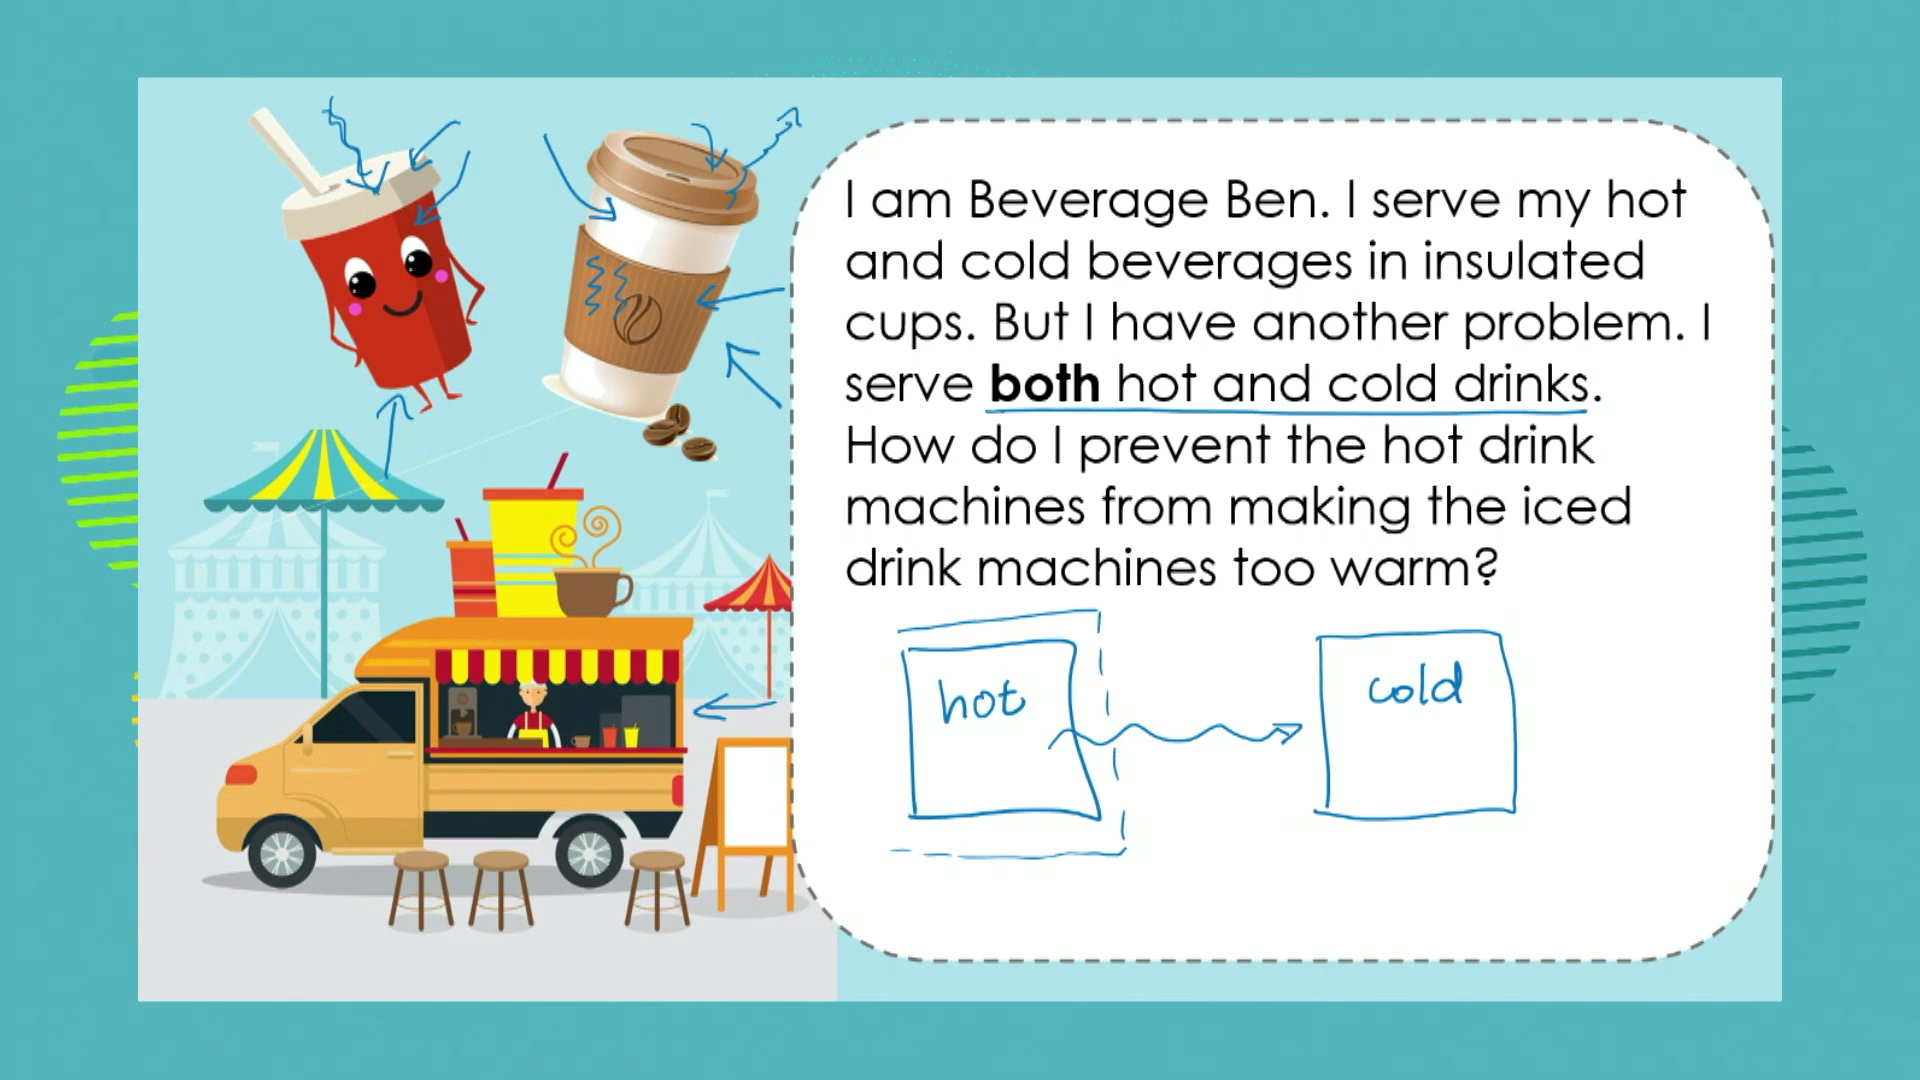 I am Beverage Ben. I serve my hot
and cold beverages in insulated
cups. But I have another problem. I
serve both hot and cold drinks.
How do I prevent the hot drink
machines from making the iced
drink machines too warm?
hot
cold